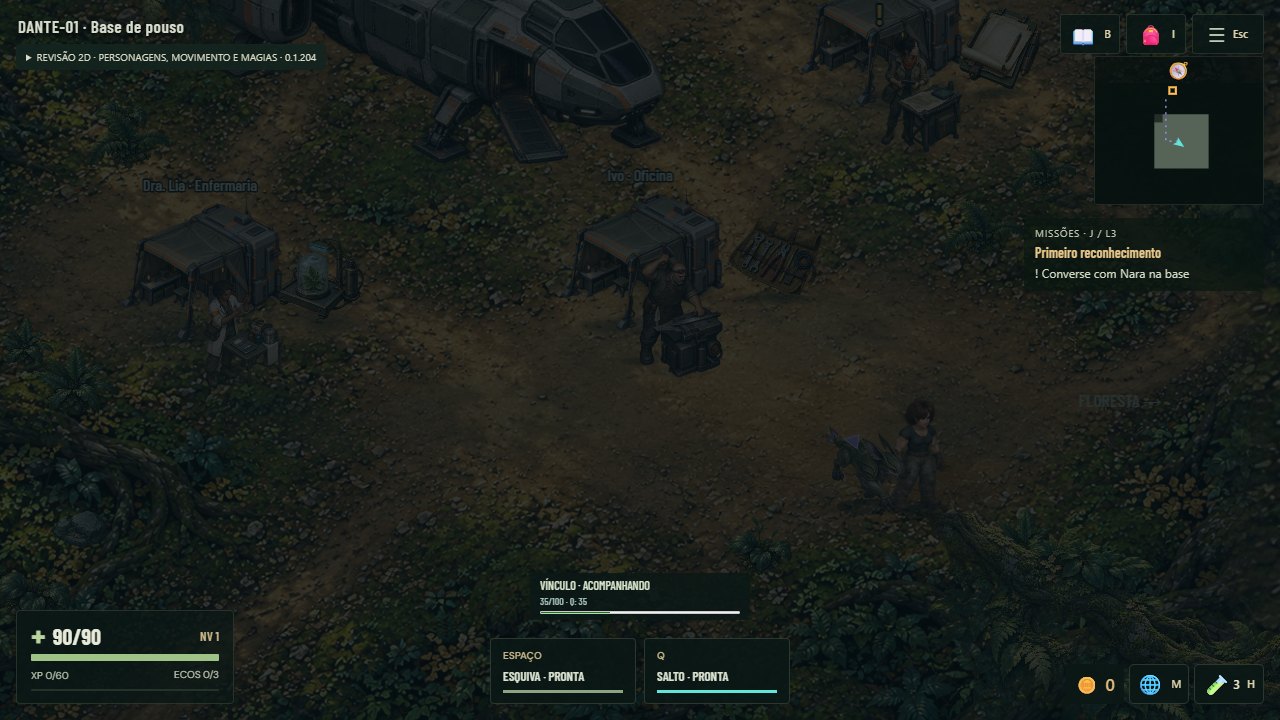 DANTE-01 · Base de pouso
▶ REVISÃO 2D · PERSONAGENS, MOVIMENTO E MAGIAS · 0.1.204
B
I
Esc
Dra. Lia · Enfermaria
Ivo · Oficina
MISSÕES · J / L3
Primeiro reconhecimento
! Converse com Nara na base
FLORESTA
VÍNCULO · ACOMPANHANDO
35/100 · Q: 35
90/90
NV 1
XP 0/60
ECOS 0/3
ESPAÇO
ESQUIVA · PRONTA
Q
SALTO · PRONTA
0
M
3 H